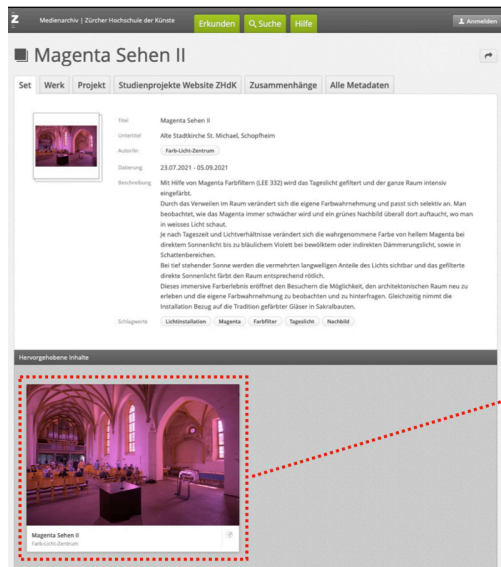 Z Medienarchiv | Zürcher Hochschule der Künste Erkunden Suche Hilfe Anmelden
Magenta Sehen II
Set Werk Projekt Studienprojekte Website ZHdK Zusammenhänge Alle Metadaten
Titel Magenta Sehen II
Untertitel Alte Stadtkirche St. Michael, Schopfheim
Autor/in Farb-Licht-Zentrum
Datierung 23.07.2021 - 05.09.2021
Beschreibung Mit Hilfe von Magenta Farbfiltern (LEE 332) wird das Tageslicht gefiltert und der ganze Raum intensiv
eingefärbt.
Durch das Verweilen im Raum verändert sich die eigene Farbwahrnehmung und passt sich selektiv an. Man
beobachtet, wie das Magenta immer schwächer wird und ein grünes Nachbild überall dort auftaucht, wo man
in weisses Licht schaut.
Je nach Tageszeit und Lichtverhältnisse verändert sich die wahrgenommene Farbe von hellem Magenta bei
direktem Sonnenlicht bis zu bläulichem Violett bei bewölktem oder indirekten Dämmerungslicht, sowie in
Schattenbereichen.
Bei tief stehender Sonne werden die vermehrten langwelligen Anteile des Lichts sichtbar und das gefilterte
direkte Sonnenlicht färbt den Raum entsprechend rötlich.
Dieses immersive Farberlebnis eröffnet den Besuchern die Möglichkeit, den architektonischen Raum neu zu
erleben und die eigene Farbwahrnehmung zu beobachten und zu hinterfragen. Gleichzeitig nimmt die
Installation Bezug auf die Tradition gefärbter Gläser in Sakralbauten.
Schlagworte Lichtinstallation Magenta Farbfilter Tageslicht Nachbild
Hervorgehobene Inhalte
Magenta Sehen II
Farb-Licht-Zentrum